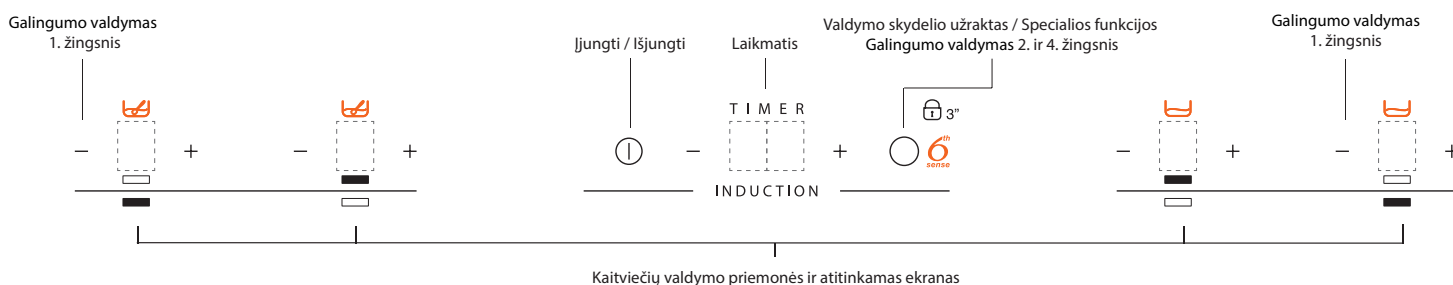 Galingumo valdymas
1. žingsnis
Įjungti / Išjungti
Laikmatis
Valdymo skydelio užraktas / Specialios funkcijos
Galingumo valdymas 2. ir 4. žingsnis
Galingumo valdymas
1. žingsnis
TIMER
3”
− + − + − + − + − +
6th
sense
INDUCTION
Kaitviečių valdymo priemonės ir atitinkamas ekranas